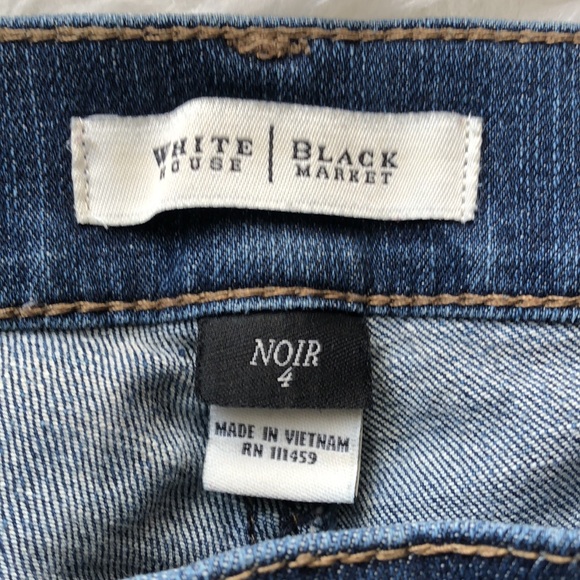 WHITE HOUSE | BLACK MARKET
NOIR
4
MADE IN VIETNAM
RN 111459